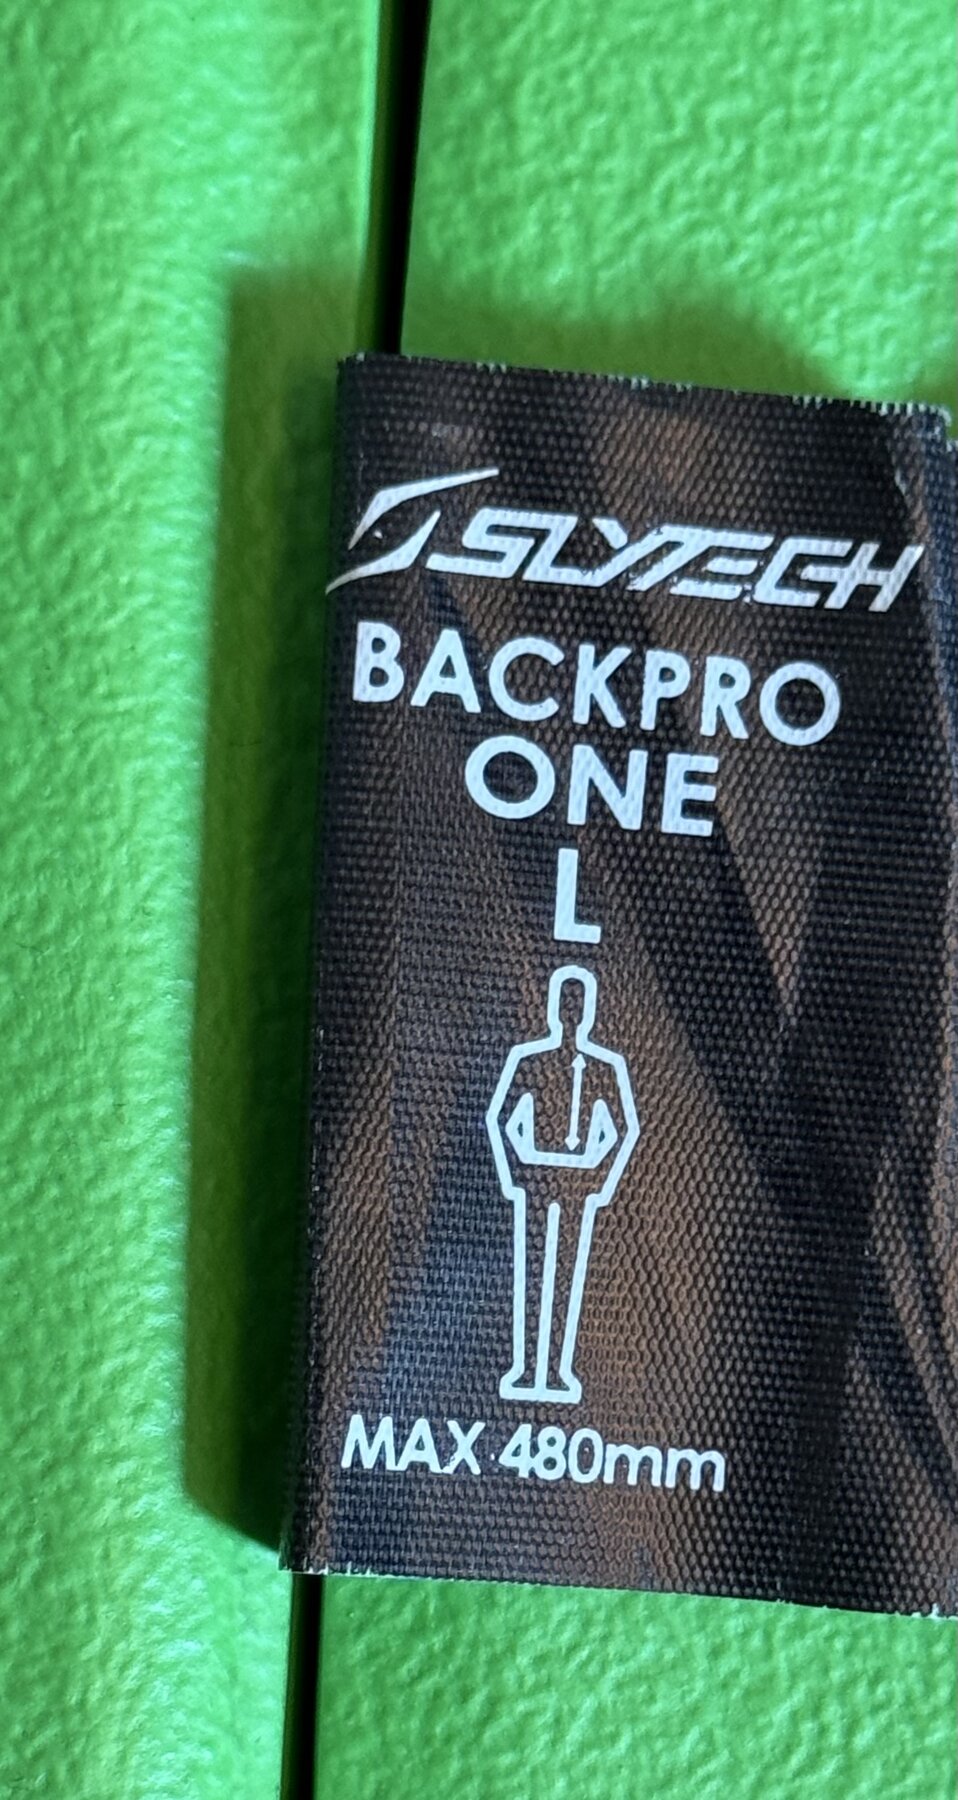 SLYTECH
BACKPRO
ONE
L
MAX 480mm